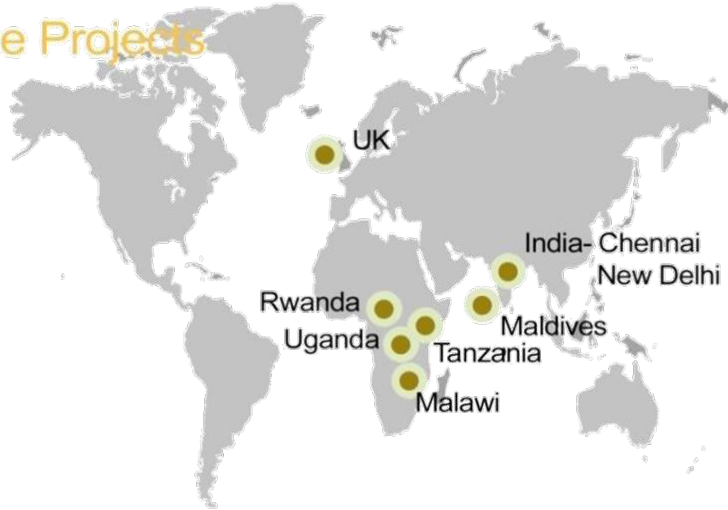 e Projects
UK
India- Chennai
New Delhi
Rwanda
Maldives
Uganda
Tanzania
Malawi